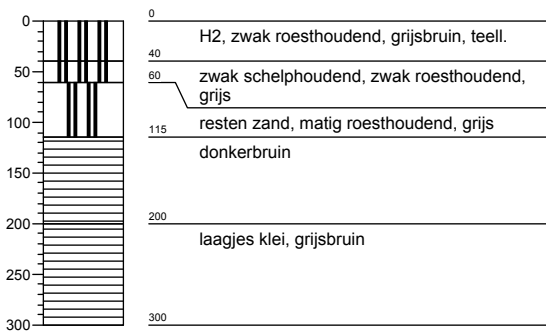 0
0
H2, zwak roesthoudend, grijsbruin, teell.
40
50
60
zwak schelphoudend, zwak roesthoudend,
grijs
100
115
resten zand, matig roesthoudend, grijs
donkerbruin
150
200
200
laagjes klei, grijsbruin
250
300
300